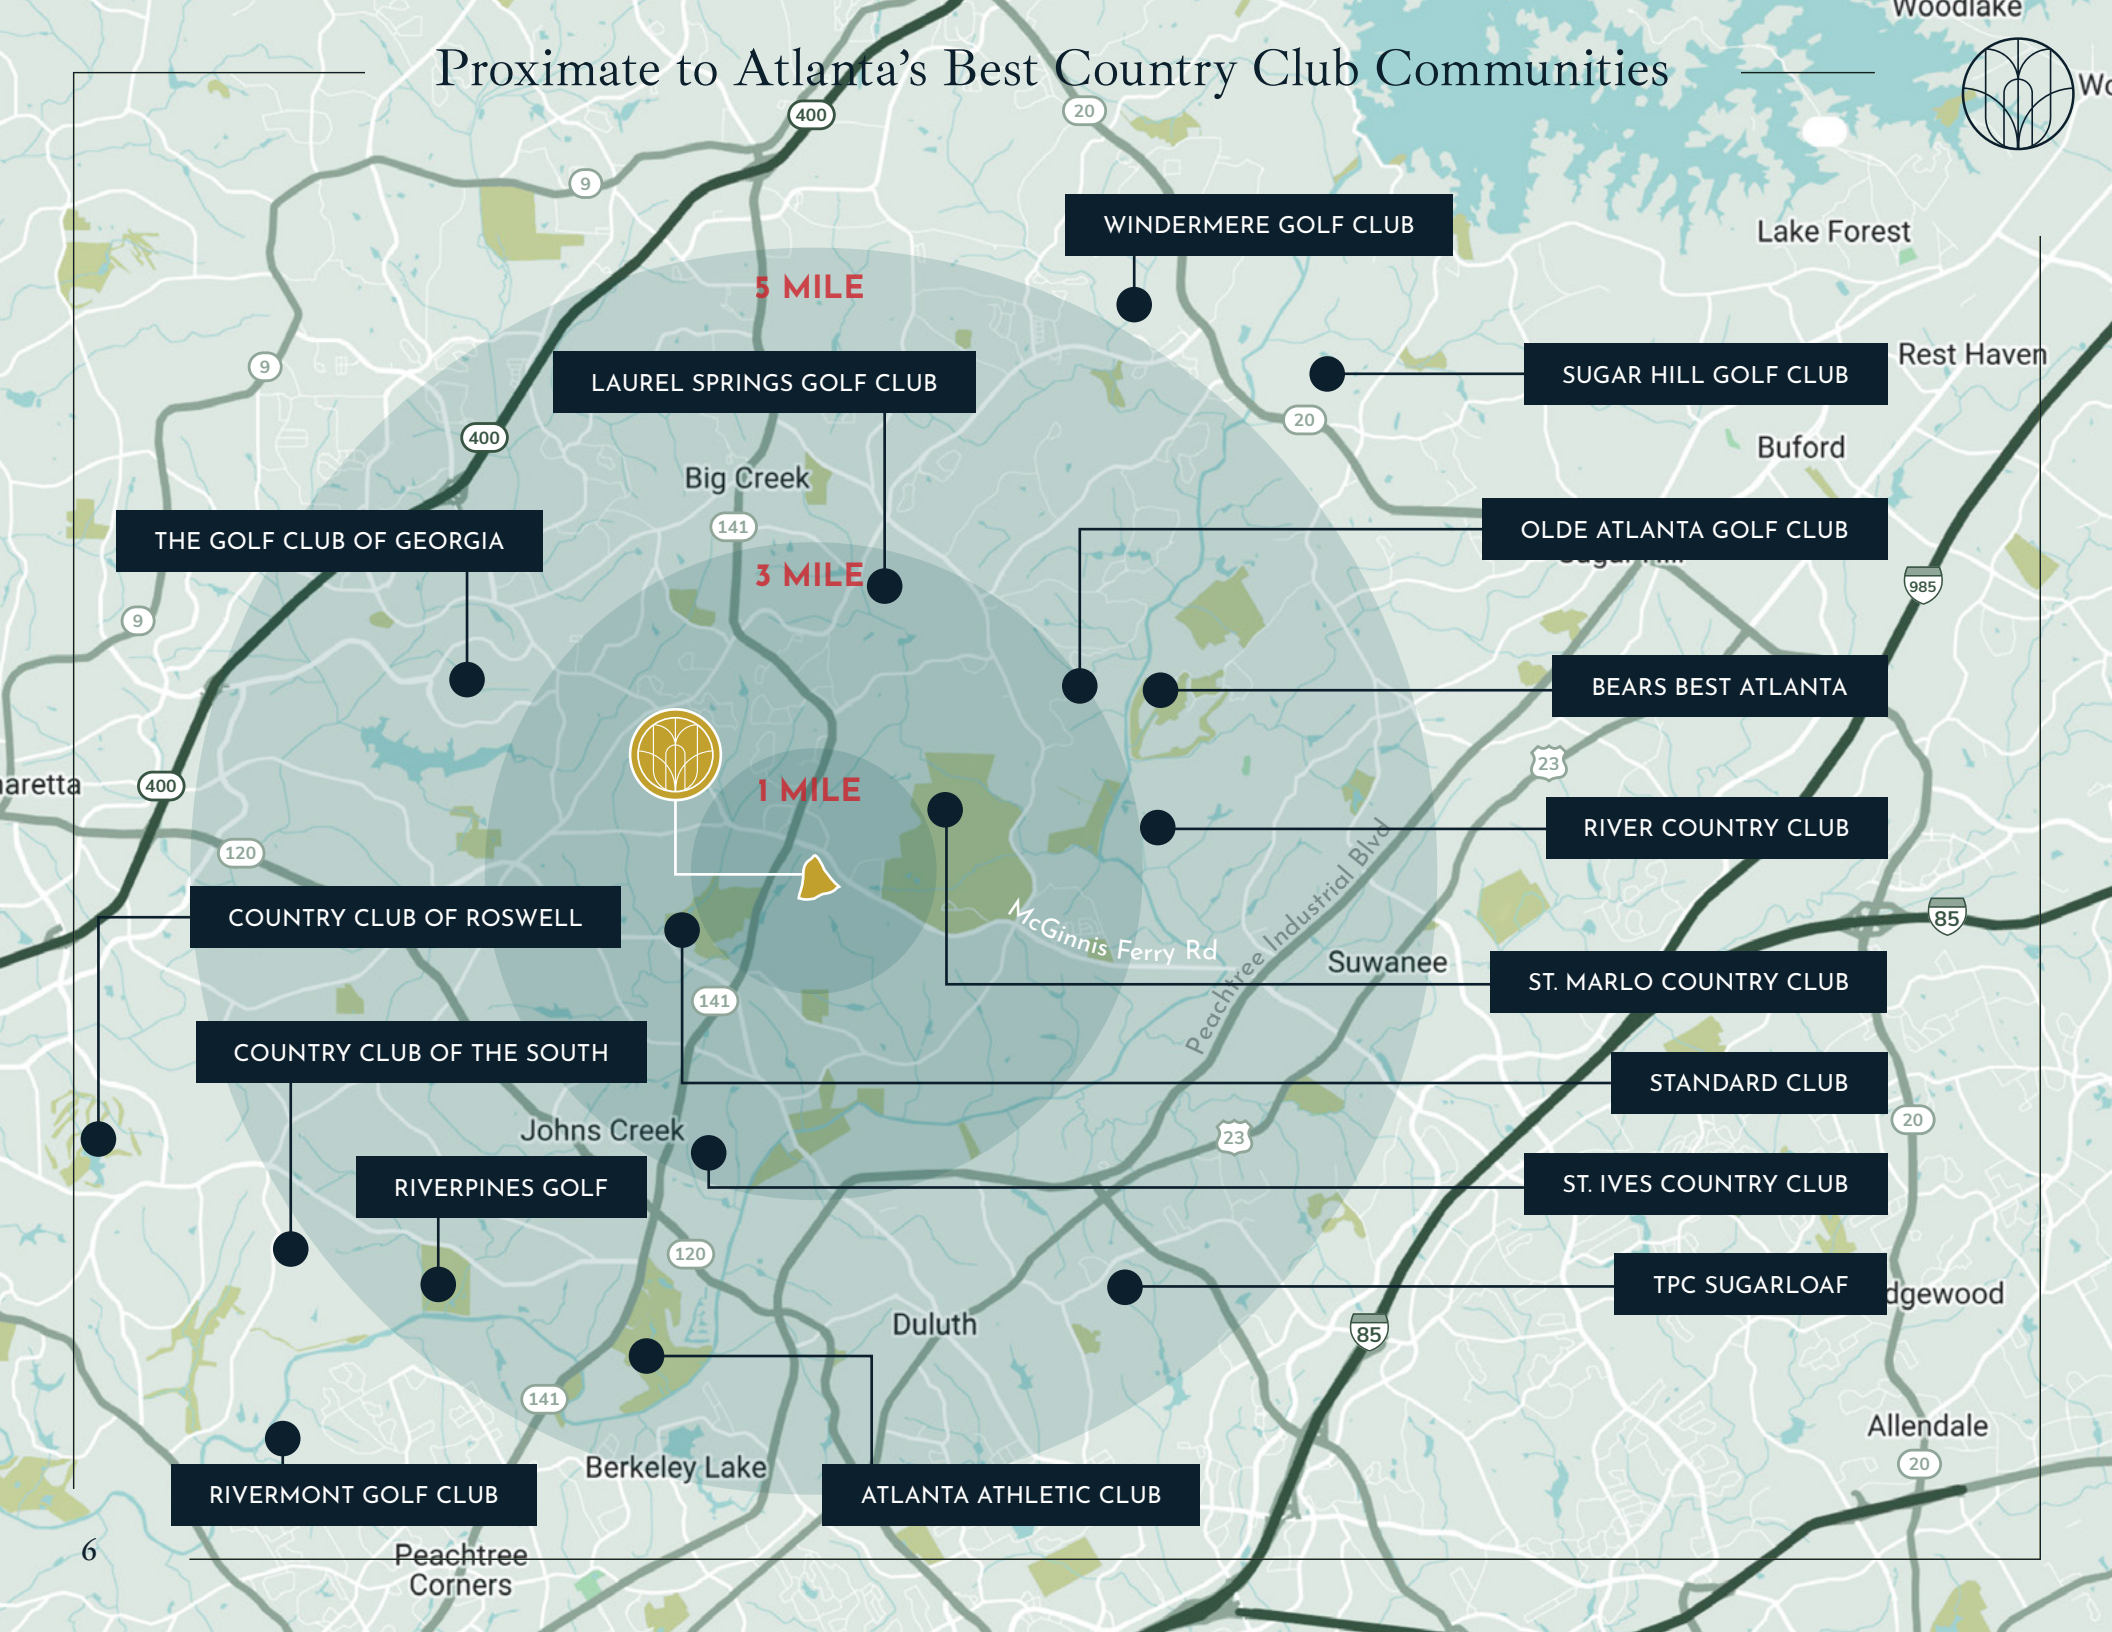 Woodlake
Proximate to Atlanta's Best Country Club Communities
400
20
9
WINDERMERE GOLF CLUB
Lake Forest
5 MILE
SUGAR HILL GOLF CLUB
Rest Haven
9
LAUREL SPRINGS GOLF CLUB
20
400
Buford
Big Creek
141
OLDE ATLANTA GOLF CLUB
THE GOLF CLUB OF GEORGIA
3 MILE
985
9
BEARS BEST ATLANTA
23
400
1 MILE
RIVER COUNTRY CLUB
120
COUNTRY CLUB OF ROSWELL
McGinnis Ferry Rd
Peachtree Industrial Blvd
85
Suwanee
ST. MARLO COUNTRY CLUB
141
COUNTRY CLUB OF THE SOUTH
STANDARD CLUB
Johns Creek
23
20
RIVERPINES GOLF
ST. IVES COUNTRY CLUB
120
TPC SUGARLOAF
dgewood
Duluth
85
141
Allendale
Berkeley Lake
20
RIVERMONT GOLF CLUB
ATLANTA ATHLETIC CLUB
6
Peachtree
Corners